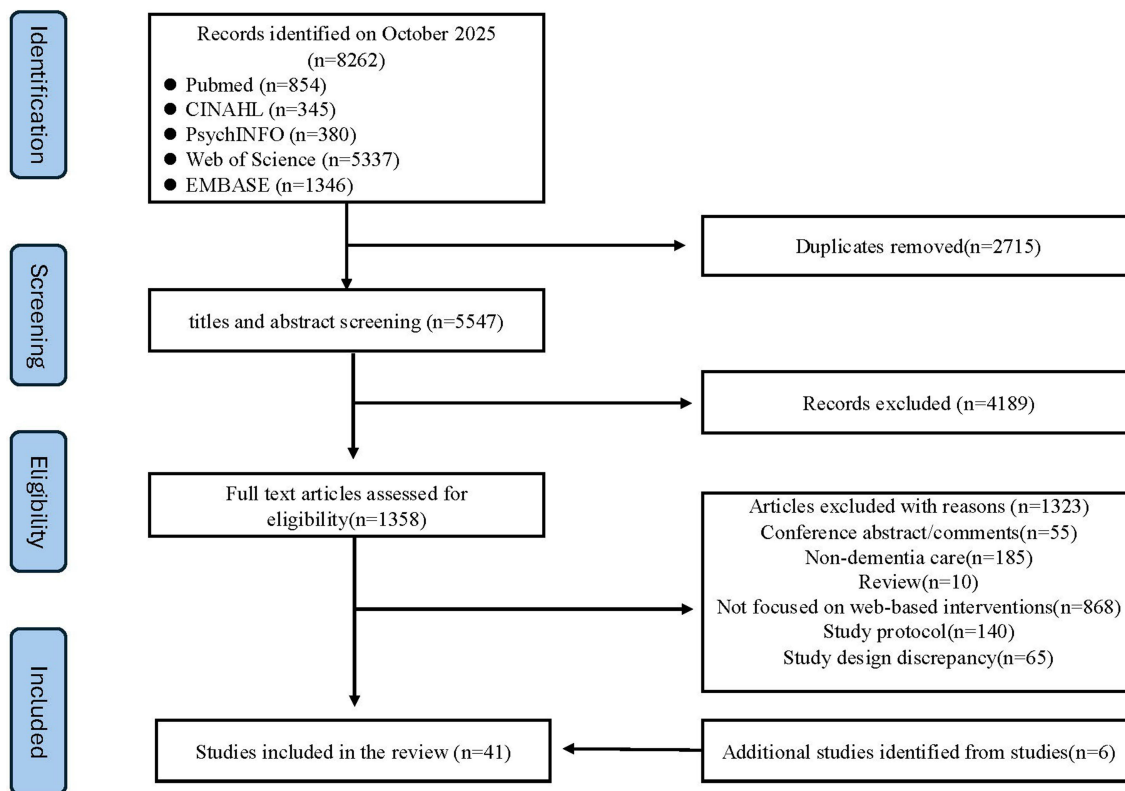 Identification
Records identified on October 2025
(n=8262)
● Pubmed (n=854)
● CINAHL (n=345)
● PsychINFO (n=380)
● Web of Science (n=5337)
● EMBASE (n=1346)
Duplicates removed(n=2715)
Screening
titles and abstract screening (n=5547)
Records excluded (n=4189)
Eligibility
Full text articles assessed for
eligibility(n=1358)
Articles excluded with reasons (n=1323)
Conference abstract/comments(n=55)
Non-dementia care(n=185)
Review(n=10)
Not focused on web-based interventions(n=868)
Study protocol(n=140)
Study design discrepancy(n=65)
Included
Studies included in the review (n=41)
Additional studies identified from studies(n=6)